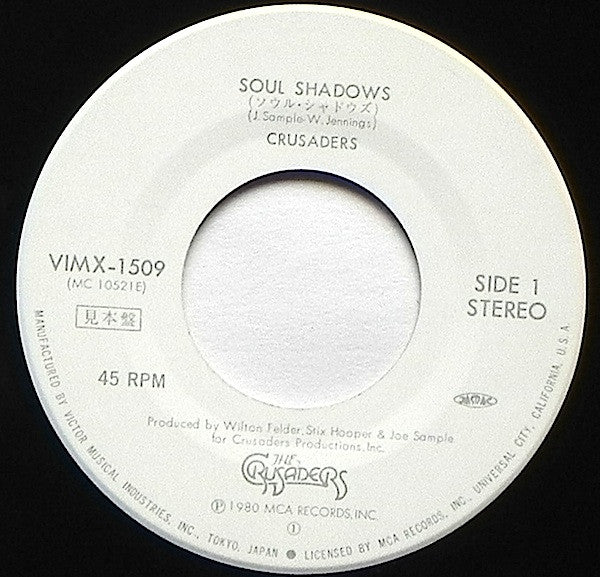 SOUL SHADOWS
(ソウル・シャドウズ)
(J. Sample-W. Jennings)
CRUSADERS
VIMX-1509
(MC 10521E)
見本盤
45 RPM
SIDE 1
STEREO
Produced by Wilton Felder, Stix Hooper & Joe Sample
for Crusaders Productions, Inc.
THE CRUSADERS
Ⓟ 1980 MCA RECORDS, INC.
①
MANUFACTURED BY VICTOR MUSICAL INDUSTRIES, INC., TOKYO, JAPAN ● LICENSED BY MCA RECORDS, INC., UNIVERSAL CITY, CALIFORNIA, U.S.A.